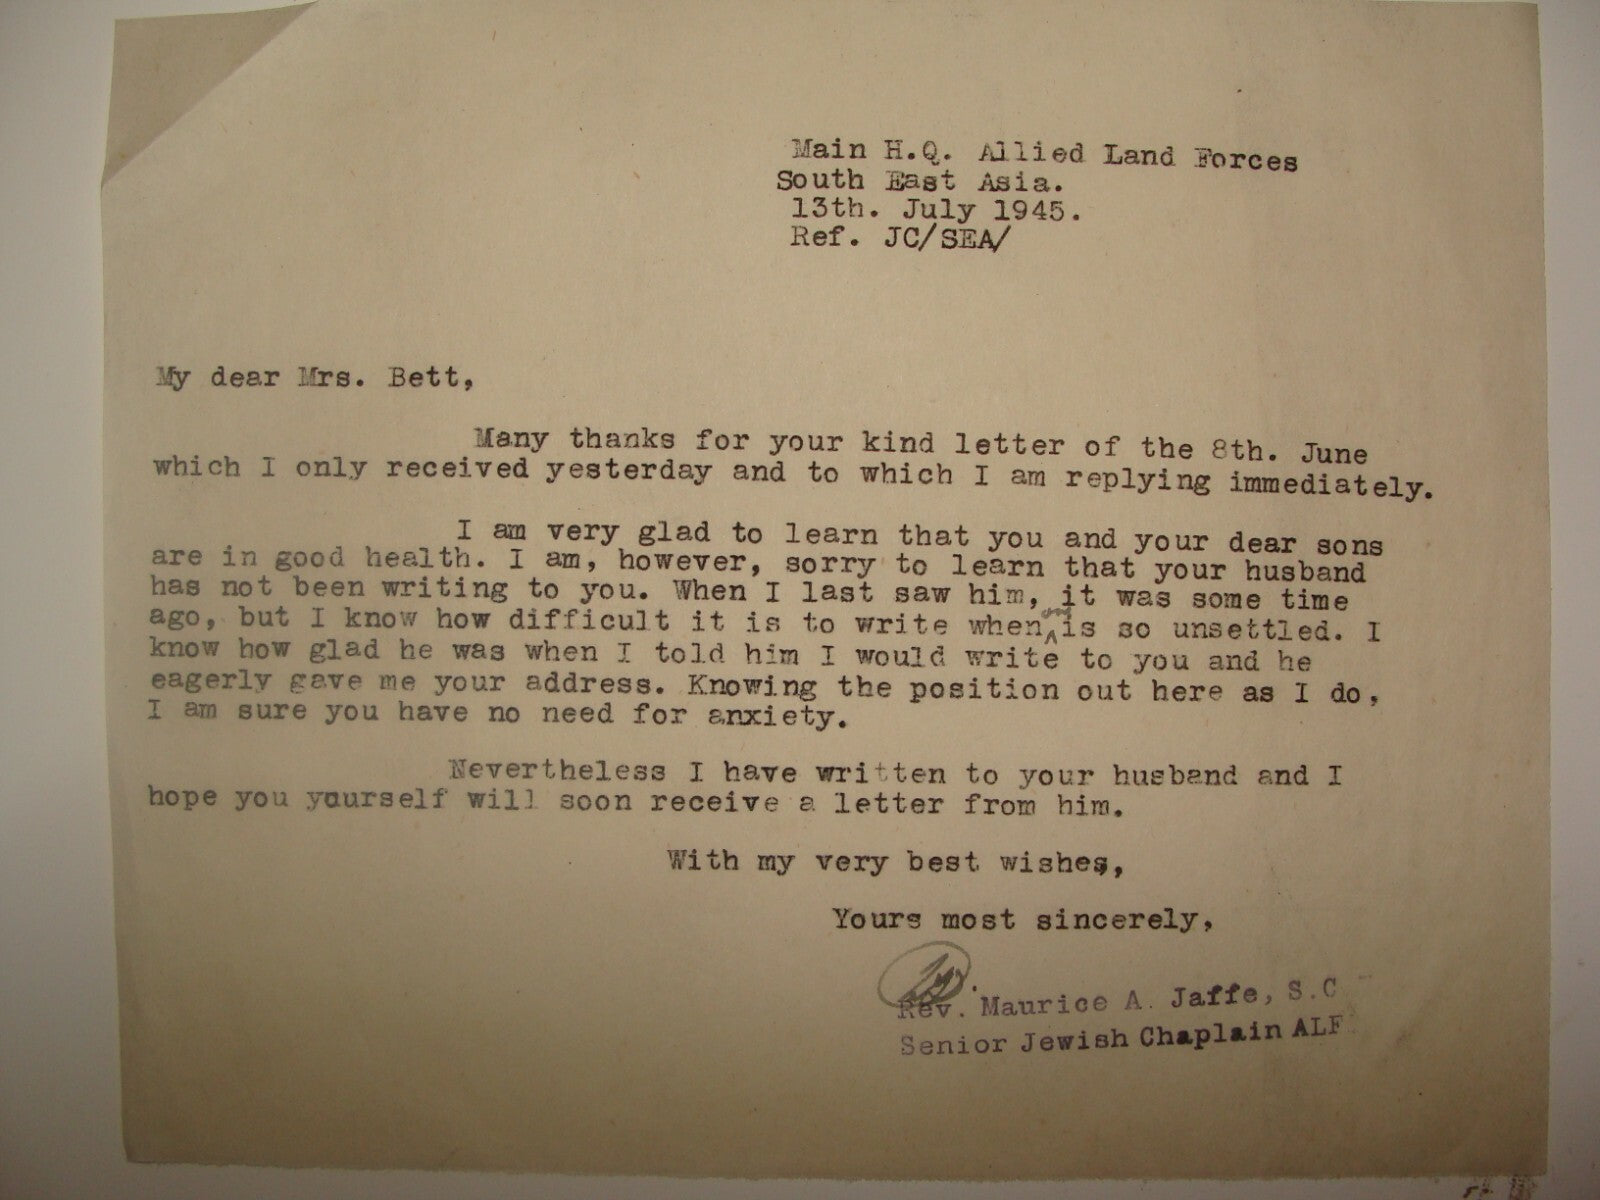 Main H.Q. Allied Land Forces
South East Asia.
13th. July 1945.
Ref. JC/SEA/
My dear Mrs. Bett,
Many thanks for your kind letter of the 8th. June
which I only received yesterday and to which I am replying immediately.
I am very glad to learn that you and your dear sons
are in good health. I am, however, sorry to learn that your husband
has not been writing to you. When I last saw him, it was some time
ago, but I know how difficult it is to write when one is so unsettled. I
know how glad he was when I told him I would write to you and he
eagerly gave me your address. Knowing the position out here as I do,
I am sure you have no need for anxiety.
Nevertheless I have written to your husband and I
hope you yourself will soon receive a letter from him.
With my very best wishes,
Yours most sincerely,
Rev. Maurice A. Jaffe, S.C
Senior Jewish Chaplain ALF